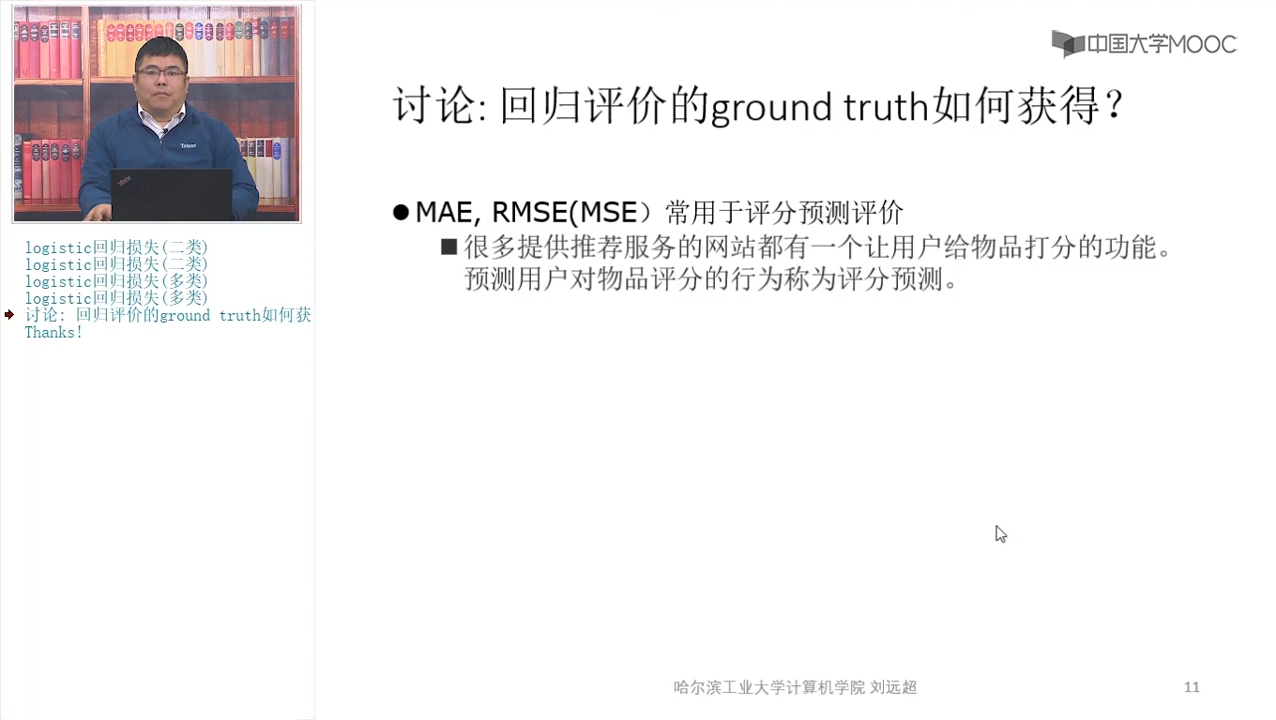 中国大学MOOC
讨论: 回归评价的ground truth如何获得？
●MAE, RMSE(MSE）常用于评分预测评价
■很多提供推荐服务的网站都有一个让用户给物品打分的功能。
预测用户对物品评分的行为称为评分预测。
logistic回归损失(二类)
logistic回归损失(二类)
logistic回归损失(多类)
logistic回归损失(多类)
讨论: 回归评价的ground truth如何获
Thanks!
哈尔滨工业大学计算机学院 刘远超
11